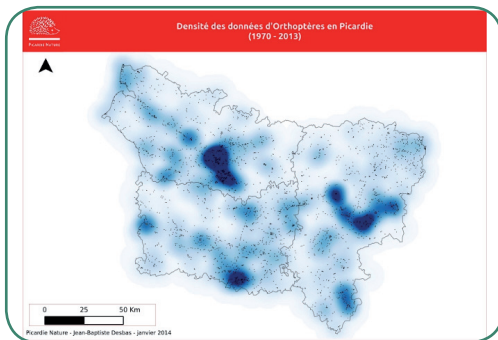 Densité des données d'Orthoptères en Picardie
(1970 - 2013)
PICARDIE NATURE
0 25 50 Km
Picardie Nature - Jean-Baptiste Desbas - janvier 2014